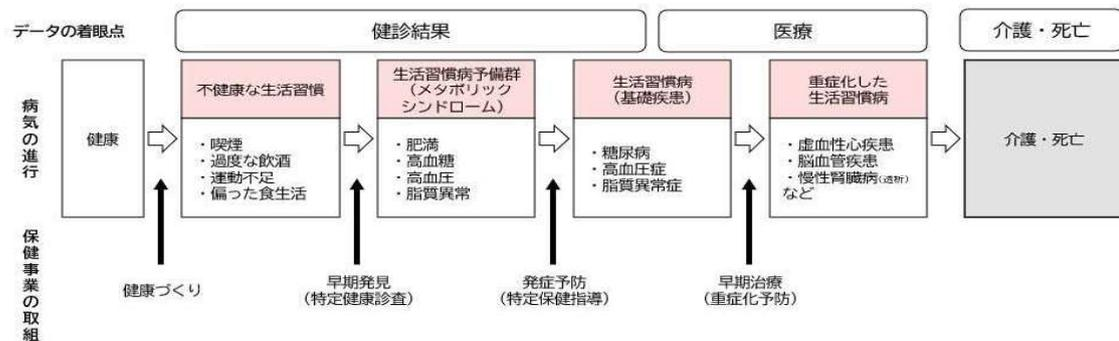 データの着眼点
健診結果
医療
介護・死亡
病気の進行
健康
不健康な生活習慣
・喫煙
・過度な飲酒
・運動不足
・偏った食生活
生活習慣病予備群
(メタボリック
シンドローム)
・肥満
・高血糖
・高血圧
・脂質異常
生活習慣病
(基礎疾患)
・糖尿病
・高血圧症
・脂質異常症
重症化した
生活習慣病
・虚血性心疾患
・脳血管疾患
・慢性腎臓病(透析)
など
介護・死亡
保健事業の取組
健康づくり
早期発見
(特定健康診査)
発症予防
(特定保健指導)
早期治療
(重症化予防)